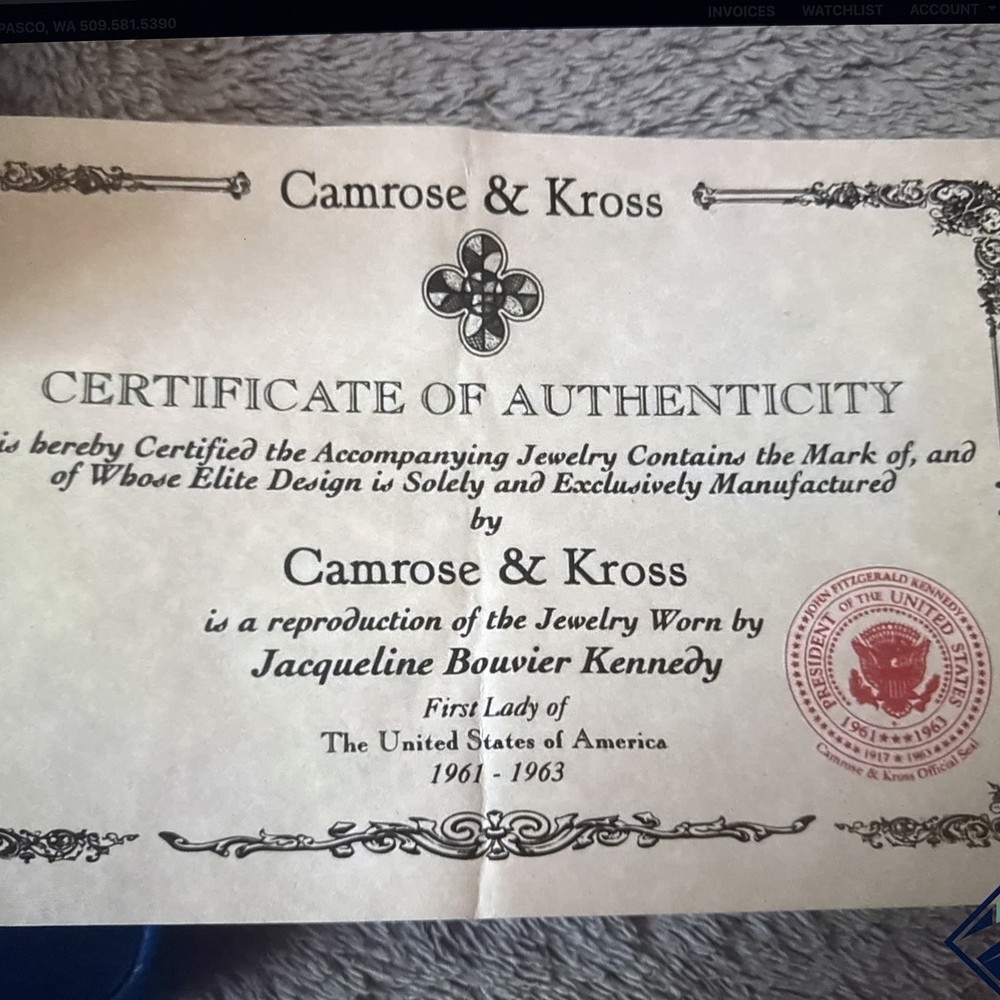 PASCO, WA 509.581.5390
INVOICES WATCHLIST ACCOUNT
Camrose & Kross
CERTIFICATE OF AUTHENTICITY
is hereby Certified the Accompanying Jewelry Contains the Mark of, and
of Whose Elite Design is Solely and Exclusively Manufactured
by
Camrose & Kross
is a reproduction of the Jewelry Worn by
Jacqueline Bouvier Kennedy
First Lady of
The United States of America
1961 - 1963
JOHN FITZGERALD KENNEDY
PRESIDENT OF THE UNITED STATES
1961★★★1963
1917 ★ 1963
Camrose & Kross Official Seal